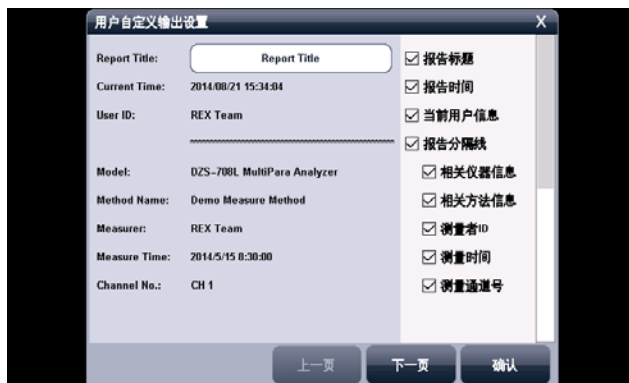 用户自定义输出设置 X
Report Title: Report Title
Current Time: 2014/08/21 15:34:04
User ID: REX Team
Model: DZS-708L MultiPara Analyzer
Method Name: Demo Measure Method
Measurer: REX Team
Measure Time: 2014/5/15 8:30:00
Channel No.: CH 1
报告标题
报告时间
当前用户信息
报告分隔线
相关仪器信息
相关方法信息
测量者ID
测量时间
测量通道号
上一页 下一页 确认